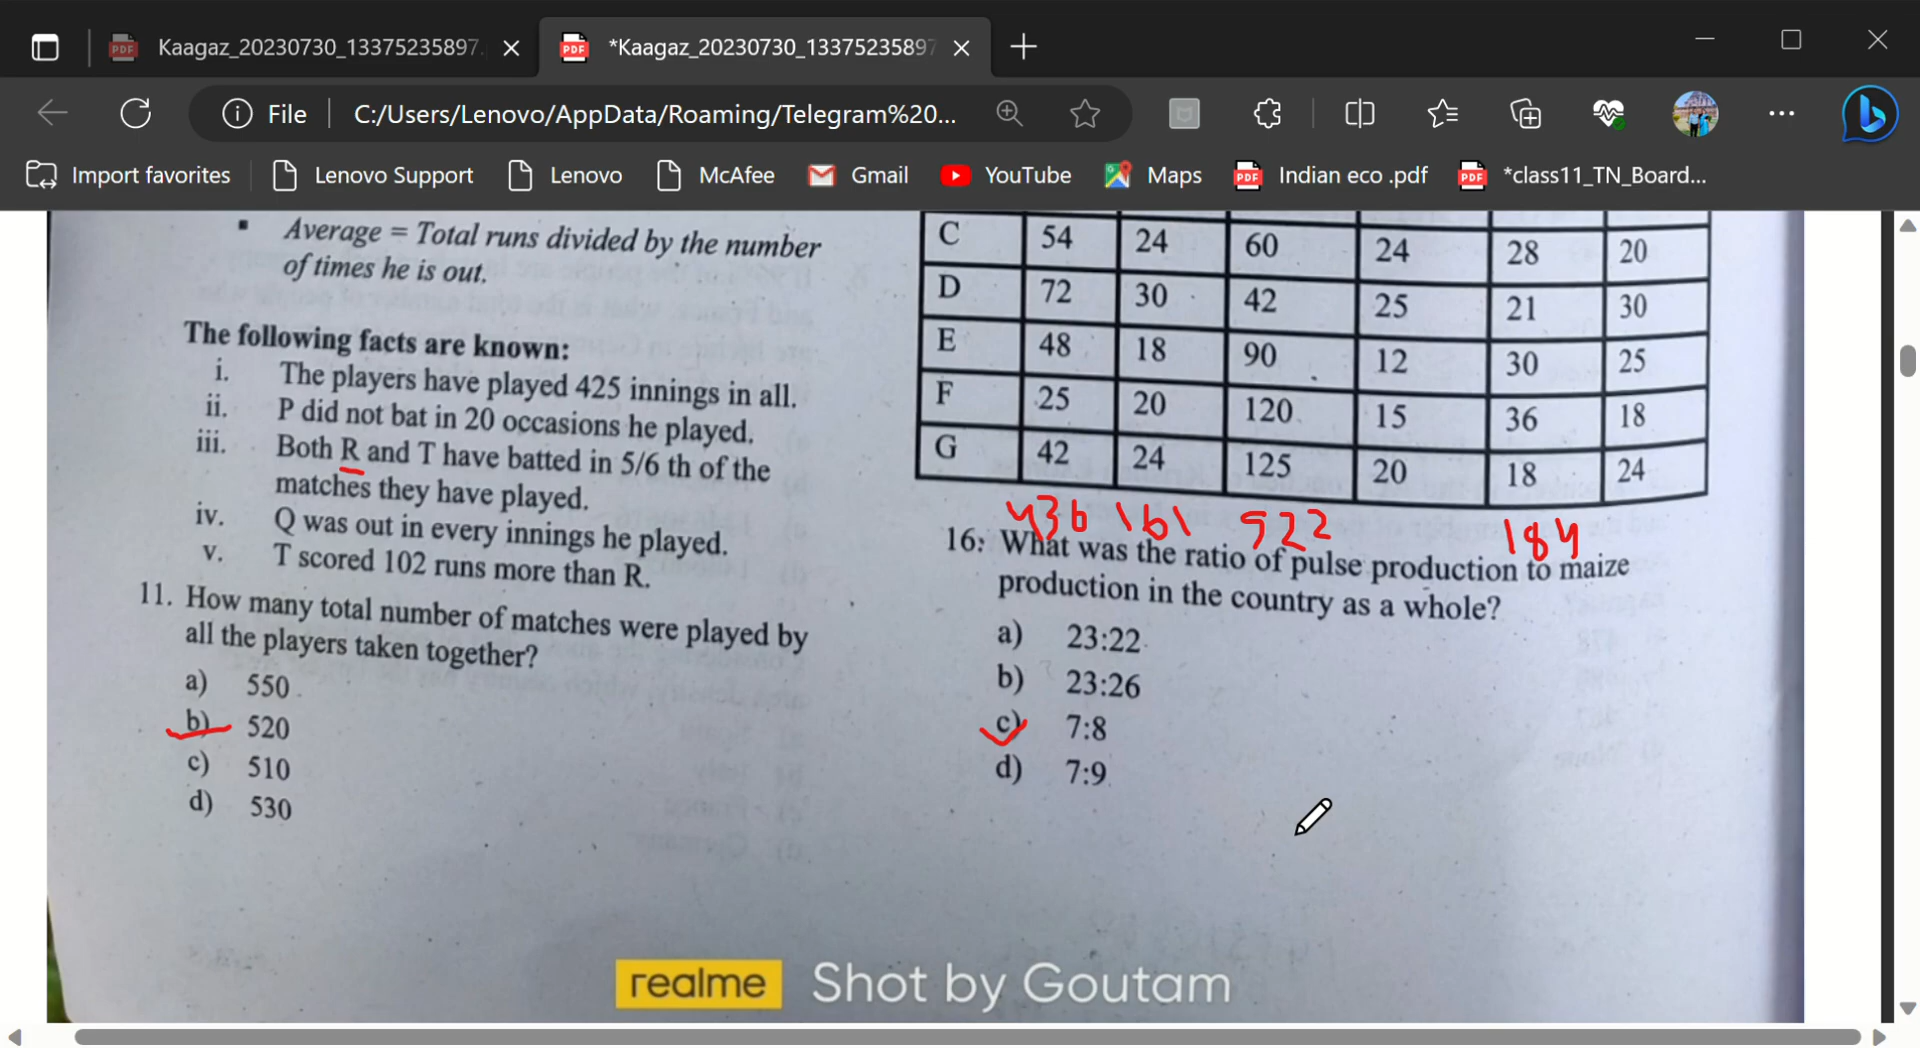 Kaagaz_20230730_13375235897.
*Kaagaz_20230730_13375235897
File
C:/Users/Lenovo/AppData/Roaming/Telegram%20...
Import favorites
Lenovo Support
Lenovo
McAfee
Gmail
YouTube
Maps
Indian eco .pdf
*class11_TN_Board...
▪ Average = Total runs divided by the number
of times he is out.
The following facts are known:
i. The players have played 425 innings in all.
ii. P did not bat in 20 occasions he played.
iii. Both R and T have batted in 5/6 th of the
matches they have played.
iv. Q was out in every innings he played.
v. T scored 102 runs more than R.
11. How many total number of matches were played by
all the players taken together?
a) 550
b) 520
c) 510
d) 530
C 54 24 60 24 28 20
D 72 30 42 25 21 30
E 48 18 90 12 30 25
F 25 20 120 15 36 18
G 42 24 125 20 18 24
436 161 522 184
16. What was the ratio of pulse production to maize
production in the country as a whole?
a) 23:22
b) 23:26
c) 7:8
d) 7:9
realme Shot by Goutam